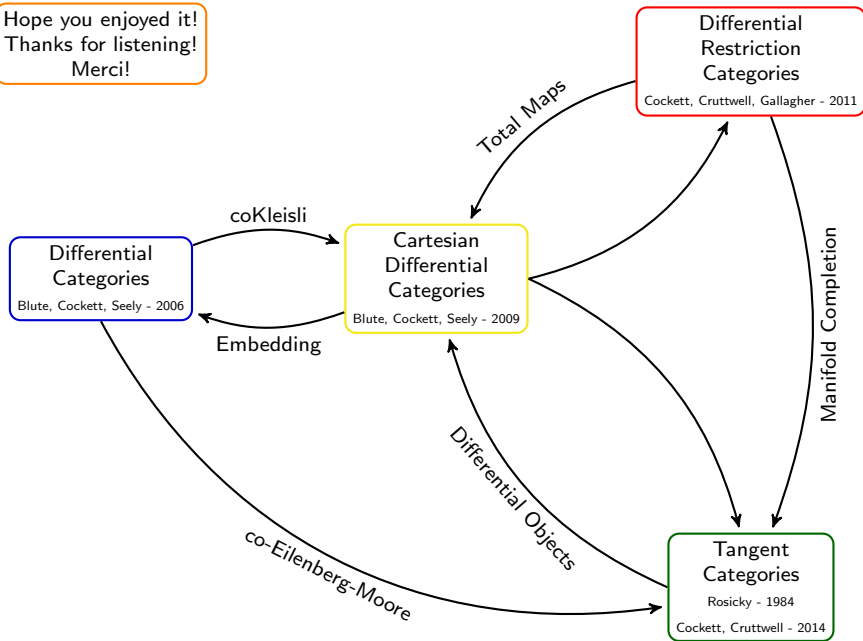 Hope you enjoyed it!
Thanks for listening!
Merci!
Differential
Restriction
Categories
Cockett, Cruttwell, Gallagher - 2011
Total Maps
coKleisli
Differential
Categories
Blute, Cockett, Seely - 2006
Cartesian
Differential
Categories
Blute, Cockett, Seely - 2009
Embedding
Manifold Completion
Differential Objects
co-Eilenberg-Moore
Tangent
Categories
Rosicky - 1984
Cockett, Cruttwell - 2014